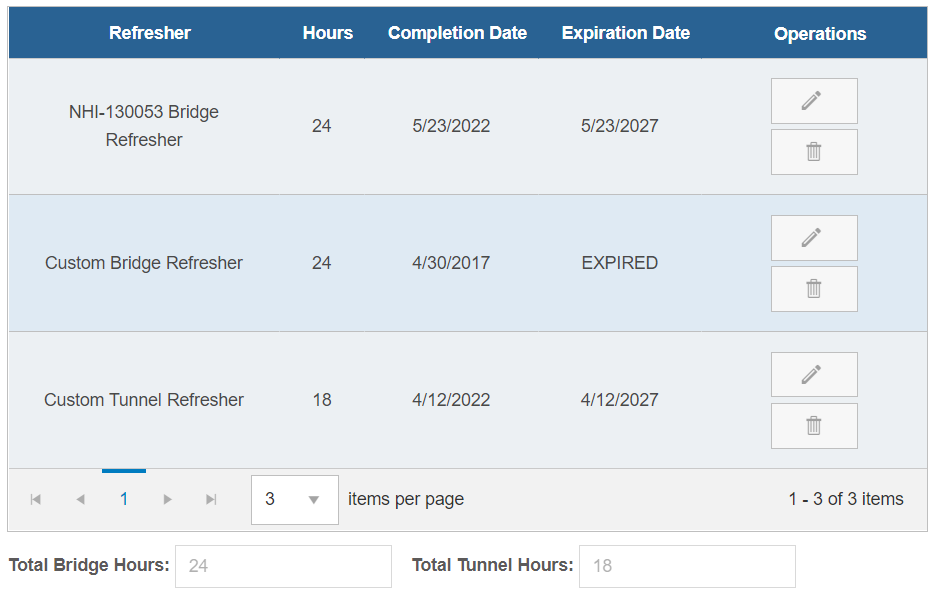 Refresher Hours Completion Date Expiration Date Operations
NHI-130053 Bridge
Refresher
24 5/23/2022 5/23/2027
Custom Bridge Refresher 24 4/30/2017 EXPIRED
Custom Tunnel Refresher 18 4/12/2022 4/12/2027
1 3 items per page 1 - 3 of 3 items
Total Bridge Hours: 24 Total Tunnel Hours: 18